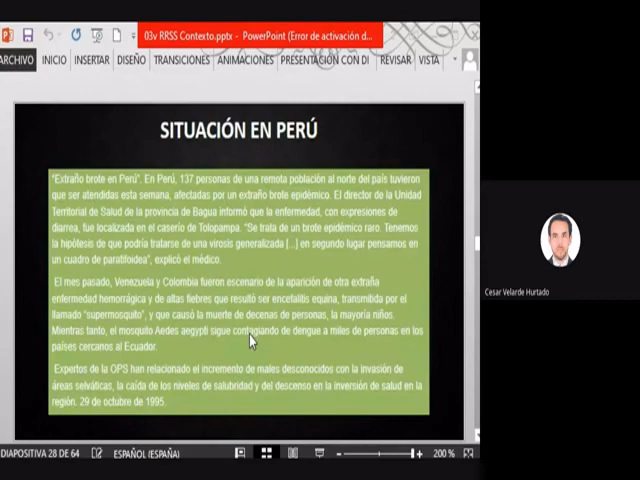 03v RRSS Contexto.pptx - PowerPoint (Error de activación d...
ARCHIVO INICIO INSERTAR DISEÑO TRANSICIONES ANIMACIONES PRESENTACIÓN CON DI REVISAR VISTA
SITUACIÓN EN PERÚ
"Extraño brote en Perú". En Perú, 137 personas de una remota población al norte del país tuvieron
que ser atendidas esta semana, afectadas por un extraño brote epidémico. El director de la Unidad
Territorial de Salud de la provincia de Bagua informó que la enfermedad, con expresiones de
diarrea, fue localizada en el caserío de Tolopampa. "Se trata de un brote epidémico raro. Tenemos
la hipótesis de que podría tratarse de una virosis generalizada [...] en segundo lugar pensamos en
un cuadro de paratifoidea", explicó el médico.
El mes pasado, Venezuela y Colombia fueron escenario de la aparición de otra extraña
enfermedad hemorrágica y de altas fiebres que resultó ser encefalitis equina, transmitida por el
llamado "supermosquito", y que causó la muerte de decenas de personas, la mayoría niños.
Mientras tanto, el mosquito Aedes aegypti sigue contagiando de dengue a miles de personas en los
países cercanos al Ecuador.
Expertos de la OPS han relacionado el incremento de males desconocidos con la invasión de
áreas selváticas, la caída de los niveles de salubridad y del descenso en la inversión de salud en la
región. 29 de octubre de 1995.
Cesar Velarde Hurtado
DIAPOSITIVA 28 DE 64 ESPAÑOL (ESPAÑA) 200 %